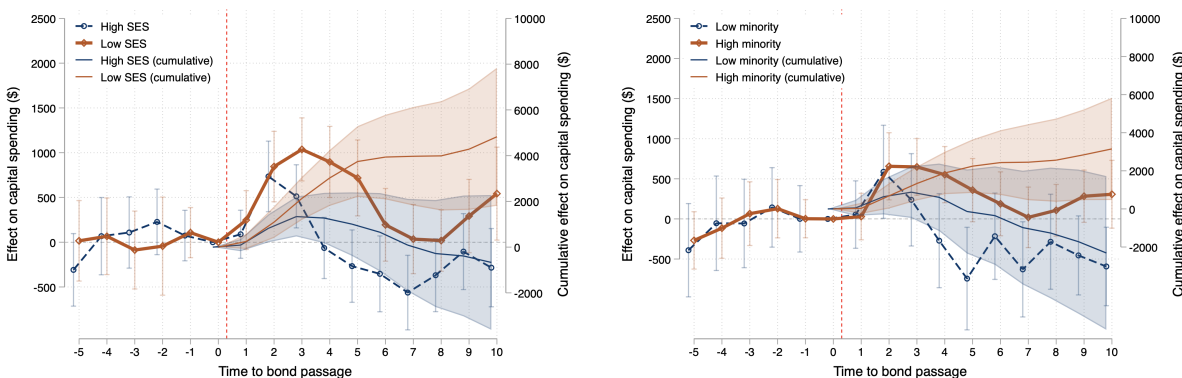 High SES
Low SES
High SES (cumulative)
Low SES (cumulative)
Effect on capital spending ($)
2500
2000
1500
1000
500
0
-500
10000
8000
6000
4000
2000
0
-2000
Cumulative effect on capital spending ($)
-5 -4 -3 -2 -1 0 1 2 3 4 5 6 7 8 9 10
Time to bond passage
Low minority
High minority
Low minority (cumulative)
High minority (cumulative)
Effect on capital spending ($)
2500
2000
1500
1000
500
0
-500
10000
8000
6000
4000
2000
0
-2000
Cumulative effect on capital spending ($)
-5 -4 -3 -2 -1 0 1 2 3 4 5 6 7 8 9 10
Time to bond passage